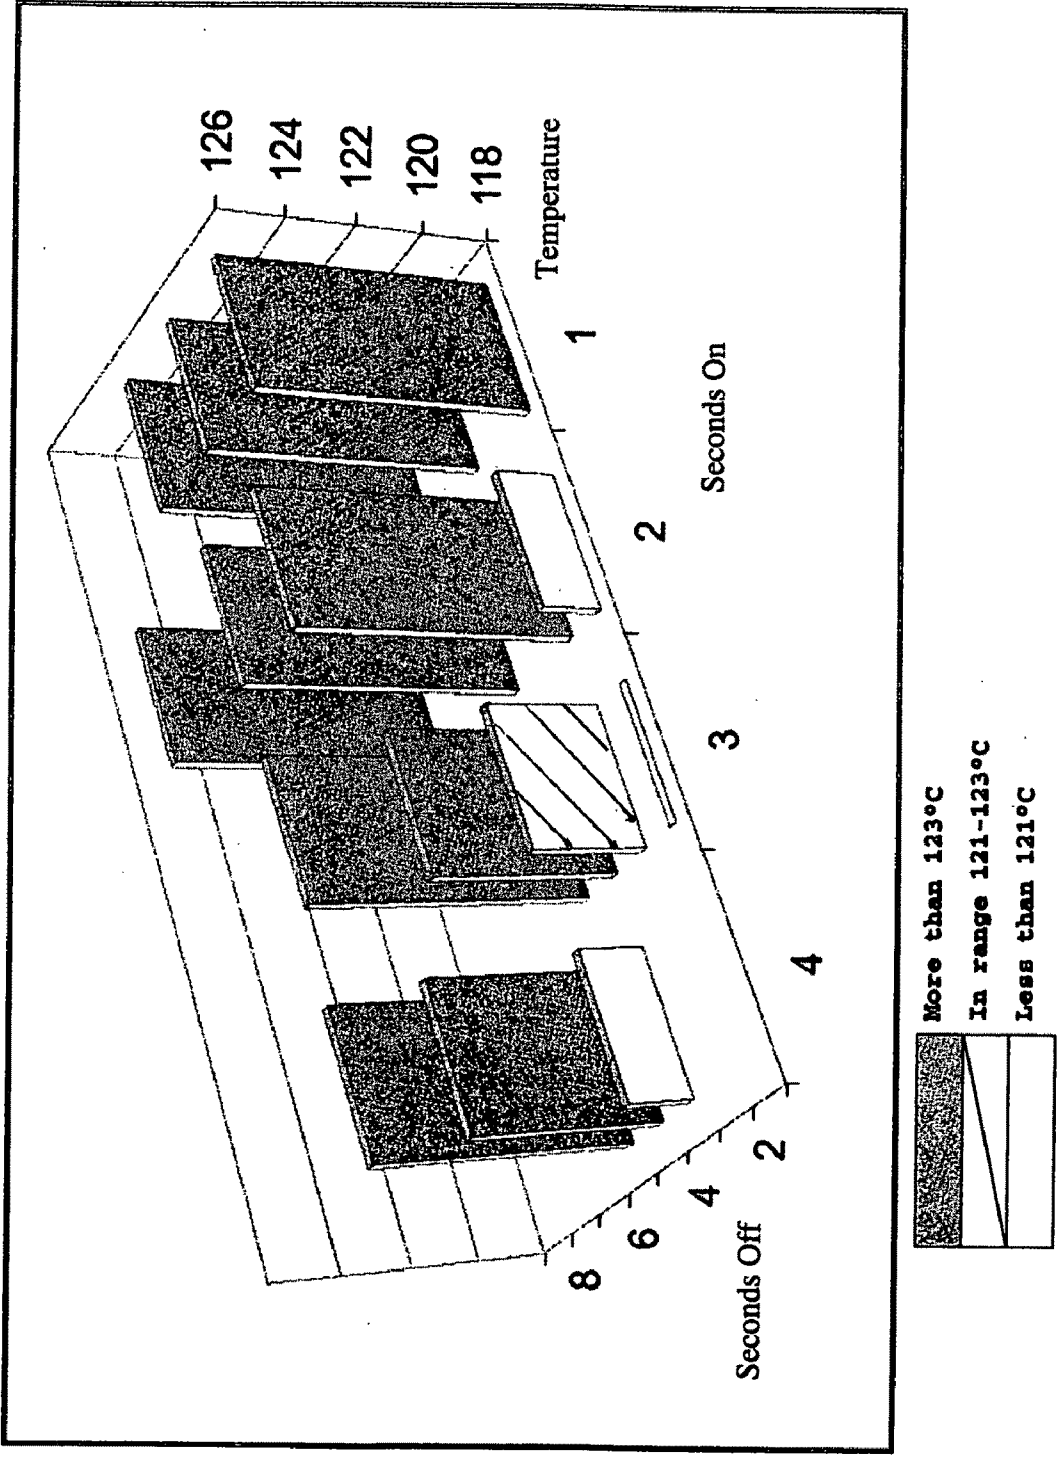 126
124
122
120
118
Temperature
1
2
3
4
Seconds On
2
4
6
8
Seconds Off
More than 123°C
In range 121-123°C
Less than 121°C